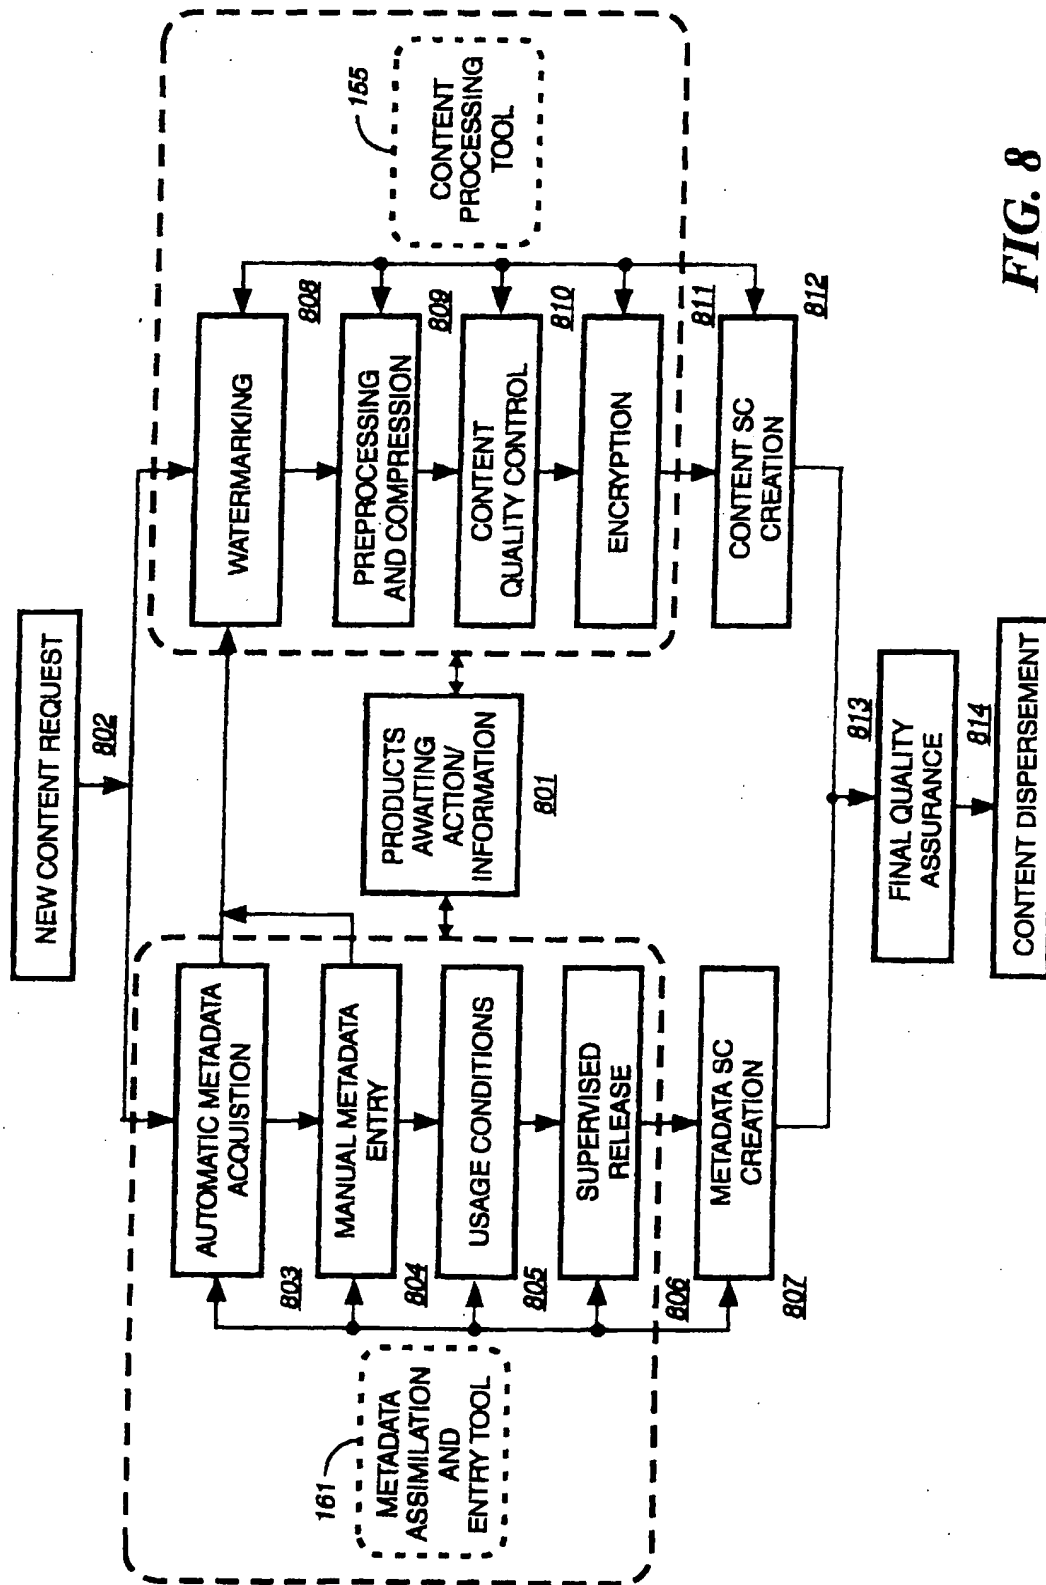 NEW CONTENT REQUEST
802
AUTOMATIC METADATA
ACQUISTION
803
MANUAL METADATA
ENTRY
804
USAGE CONDITIONS
805
SUPERVISED
RELEASE
806
METADATA SC
CREATION
807
161
METADATA
ASSIMILATION
AND
ENTRY TOOL
PRODUCTS
AWAITING
ACTION/
INFORMATION
801
WATERMARKING
808
PREPROCESSING
AND COMPRESSION
809
CONTENT
QUALITY CONTROL
810
ENCRYPTION
811
CONTENT SC
CREATION
812
155
CONTENT
PROCESSING
TOOL
813
FINAL QUALITY
ASSURANCE
814
CONTENT DISPERSEMENT
FIG. 8